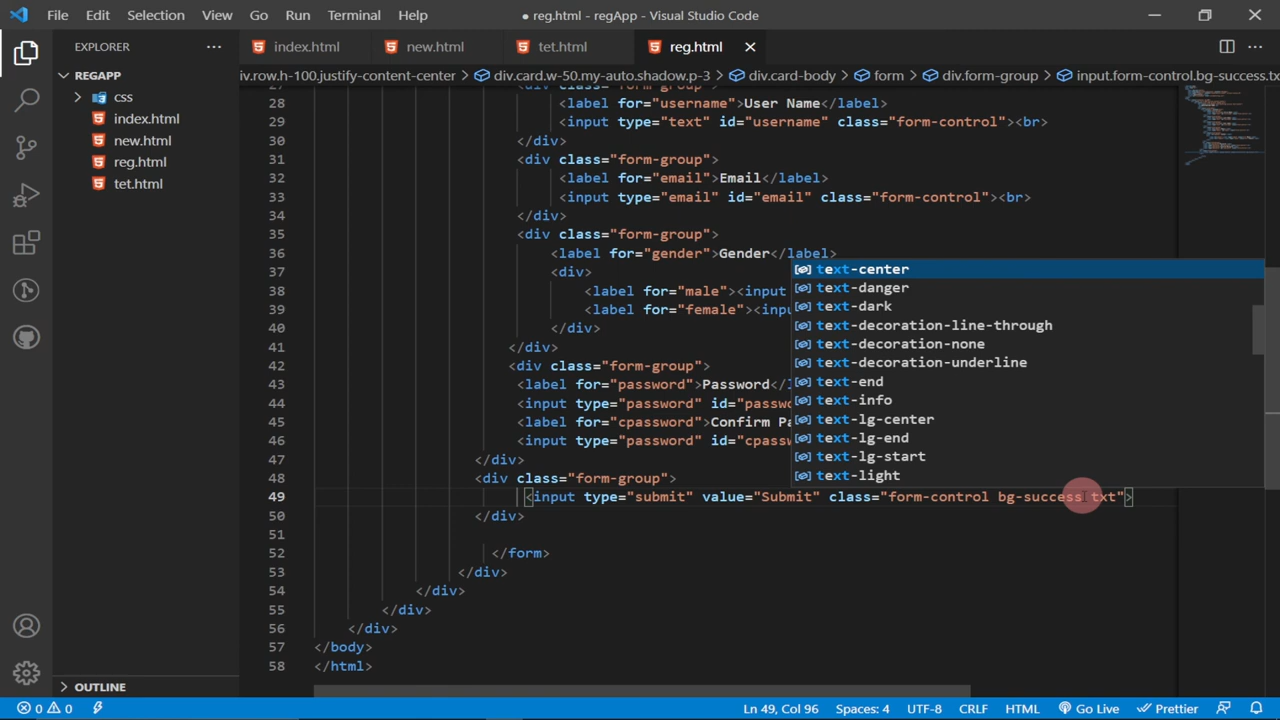 File Edit Selection View Go Run Terminal Help ● reg.html - regApp - Visual Studio Code
EXPLORER ··· index.html new.html tet.html reg.html
REGAPP
css
index.html
new.html
reg.html
tet.html
OUTLINE
iv.row.h-100.justify-content-center > div.card.w-50.my-auto.shadow.p-3 > div.card-body > form > div.form-group > input.form-control.bg-success.tx
27 <div class="form-group">
28 <label for="username">User Name</label>
29 <input type="text" id="username" class="form-control"><br>
30 </div>
31 <div class="form-group">
32 <label for="email">Email</label>
33 <input type="email" id="email" class="form-control"><br>
34 </div>
35 <div class="form-group">
36 <label for="gender">Gender</label>
37 <div>
38 <label for="male"><input
39 <label for="female"><inpu
40 </div>
41 </div>
42 <div class="form-group">
43 <label for="password">Password</l
44 <input type="password" id="passwo
45 <label for="cpassword">Confirm Pa
46 <input type="password" id="cpassw
47 </div>
48 <div class="form-group">
49 <input type="submit" value="Submit" class="form-control bg-success txt">
50 </div>
51
52 </form>
53 </div>
54 </div>
55 </div>
56 </div>
57 </body>
58 </html>
text-center
text-danger
text-dark
text-decoration-line-through
text-decoration-none
text-decoration-underline
text-end
text-info
text-lg-center
text-lg-end
text-lg-start
text-light
0 0 Ln 49, Col 96 Spaces: 4 UTF-8 CRLF HTML Go Live Prettier